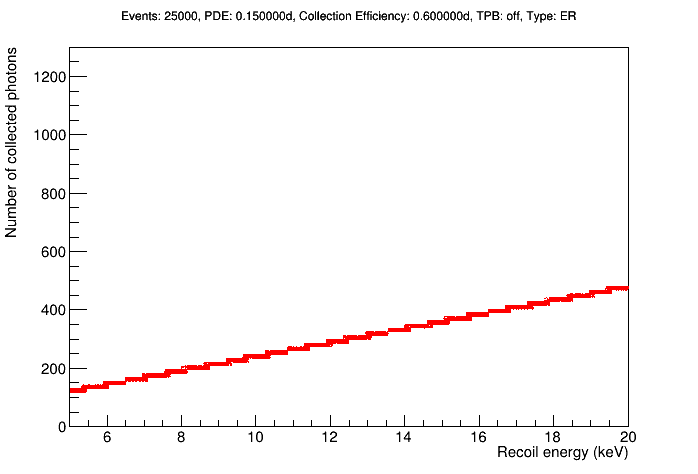 Events: 25000, PDE: 0.150000d, Collection Efficiency: 0.600000d, TPB: off, Type: ER
Number of collected photons
1200
1000
800
600
400
200
0
6 8 10 12 14 16 18 20
Recoil energy (keV)